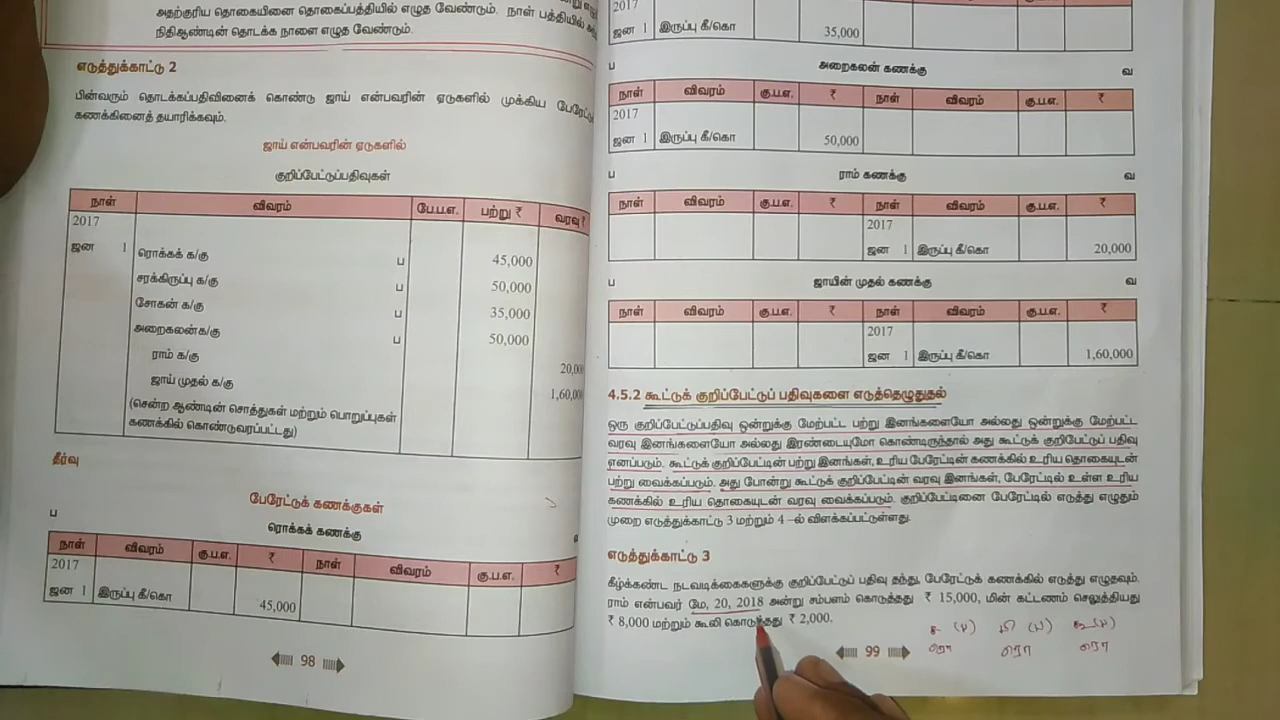 அதற்குரிய தொகையினை தொகைப்பத்தியில் எழுத வேண்டும். நாள் பத்தியில்
நிதிஆண்டின் தொடக்க நாளை எழுத வேண்டும்.
எடுத்துக்காட்டு 2
பின்வரும் தொடக்கப்பதிவினைக் கொண்டு ஜாய் என்பவரின் ஏடுகளில் முக்கிய
கணக்கினைத் தயாரிக்கவும்.
ஜாய் என்பவரின் ஏடுகளில்
குறிப்பேட்டுப்பதிவுகள்
நாள் விவரம் பே.ப.எ. பற்று ₹ வரவு ₹
2017
ஜன 1 ரொக்கக் க/கு ப 45,000
சரக்கிருப்பு க/கு ப 50,000
சோகன் க/கு ப 35,000
அறைகலன்க/கு ப 50,000
ராம் க/கு 20,000
ஜாய் முதல் க/கு 1,60,000
(சென்ற ஆண்டின் சொத்துகள் மற்றும் பொறுப்புகள்
கணக்கில் கொண்டுவரப்பட்டது)
தீர்வு
பேரேட்டுக் கணக்குகள்
ப ரொக்கக் கணக்கு
நாள் விவரம் கு.ப.எ. ₹ நாள் விவரம் கு.ப.எ. ₹
2017
ஜன 1 இருப்பு கீ/கொ 45,000
98
2017
ஜன 1 இருப்பு கீ/கொ 35,000
ப அறைகலன் கணக்கு வ
நாள் விவரம் கு.ப.எ. ₹ நாள் விவரம் கு.ப.எ. ₹
2017
ஜன 1 இருப்பு கீ/கொ 50,000
ப ராம் கணக்கு வ
நாள் விவரம் கு.ப.எ. ₹ நாள் விவரம் கு.ப.எ. ₹
2017
ஜன 1 இருப்பு கீ/கொ 20,000
ப ஜாயின் முதல் கணக்கு வ
நாள் விவரம் கு.ப.எ. ₹ நாள் விவரம் கு.ப.எ. ₹
2017
ஜன 1 இருப்பு கீ/கொ 1,60,000
4.5.2 கூட்டுக் குறிப்பேட்டுப் பதிவுகளை எடுத்தெழுதுதல்
ஒரு குறிப்பேட்டுப்பதிவு ஒன்றுக்கு மேற்பட்ட பற்று இனங்களையோ அல்லது ஒன்றுக்கு மேற்பட்ட
வரவு இனங்களையோ அல்லது இரண்டையுமோ கொண்டிருந்தால் அது கூட்டுக் குறிபேட்டுப் பதிவு
எனப்படும். கூட்டுக் குறிப்பேட்டின் பற்று இனங்கள், உரிய பேரேட்டின் கணக்கில் உரிய தொகையுடன்
பற்று வைக்கப்படும். அது போன்று கூட்டுக் குறிப்பேட்டின் வரவு இனங்கள், பேரேட்டில் உள்ள உரிய
கணக்கில் உரிய தொகையுடன் வரவு வைக்கப்படும். குறிப்பேட்டினை பேரேட்டில் எடுத்து எழுதும்
முறை எடுத்துக்காட்டு 3 மற்றும் 4 –ல் விளக்கப்பட்டுள்ளது.
எடுத்துக்காட்டு 3
கீழ்க்கண்ட நடவடிக்கைகளுக்கு குறிப்பேட்டுப் பதிவு தந்து, பேரேட்டுக் கணக்கில் எடுத்து எழுதவும்.
ராம் என்பவர் மே, 20, 2018 அன்று சம்பளம் கொடுத்தது ₹ 15,000, மின் கட்டணம் செலுத்தியது
₹ 8,000 மற்றும் கூலி கொடுத்தது ₹ 2,000.
99